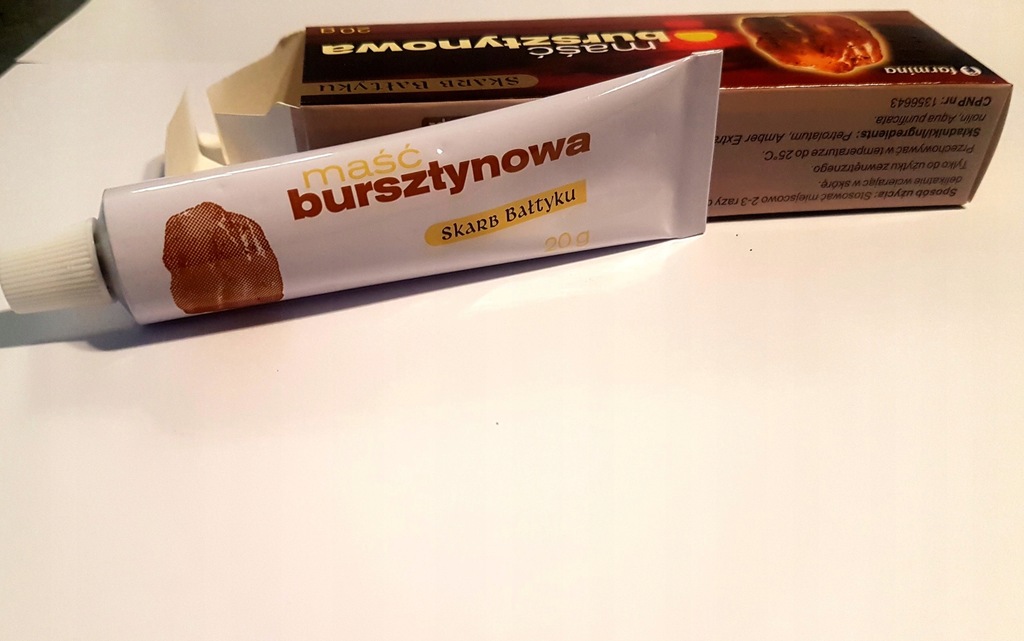 maść
bursztynowa
Skarb Bałtyku
20 g
maść
bursztynowa
20 g
Skarb Bałtyku
farmina
Sposób użycia: Stosować miejscowo 2-3 razy
delikatnie wcierając w skórę.
Tylko do użytku zewnętrznego
Przechowywać w temperaturze do 25°C.
Składniki/Ingredients: Petrolatum, Amber Extra
nolin, Aqua purificata.
CPNP nr: 1356643